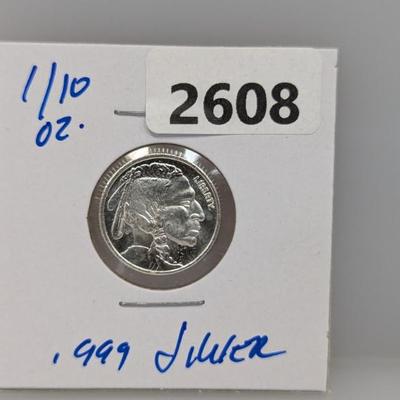 1/10
oz.
2608
LIBERTY
.999 Silver